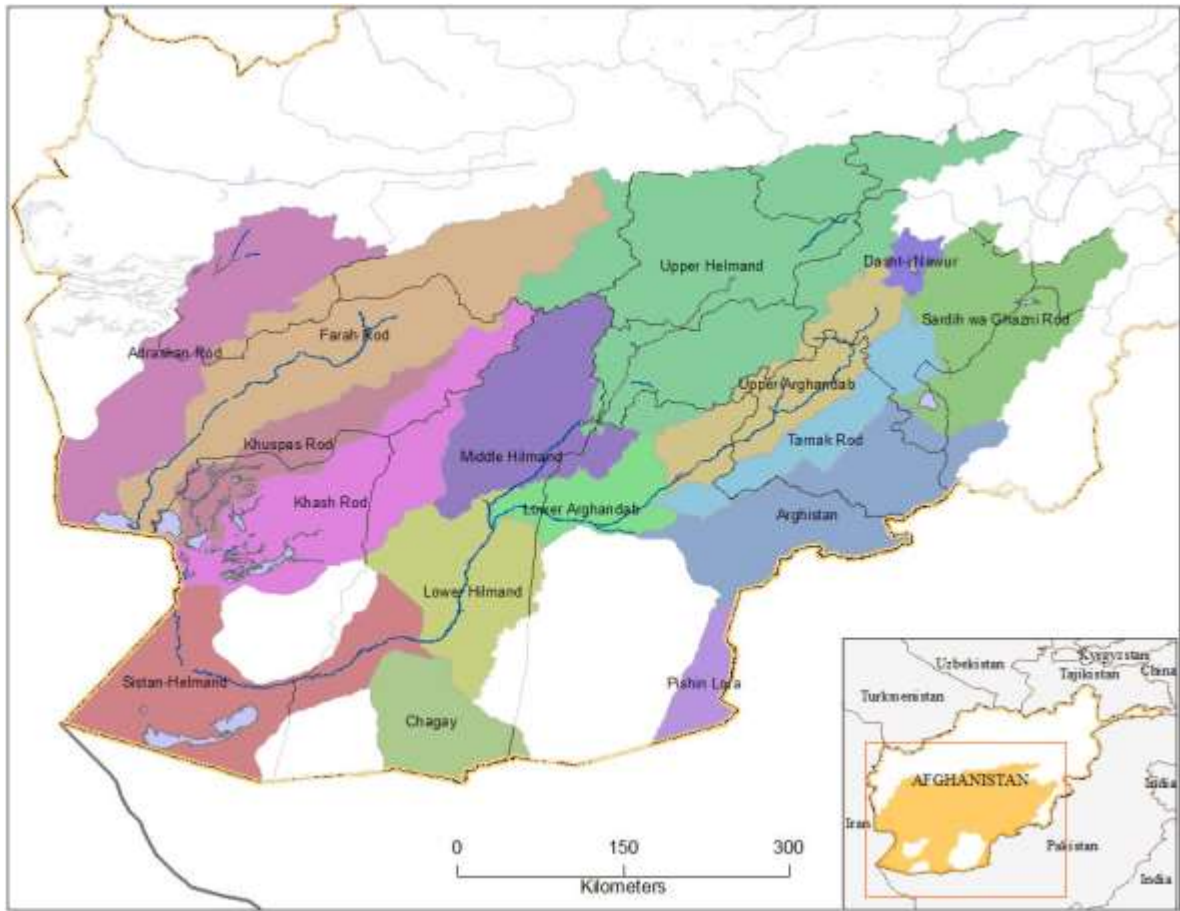 Upper Helmand
Dasht-i Nawur
Sardih wa Ghazni Rod
Farah Rod
Adrashan Rod
Upper Arghandab
Khuspas Rod
Tarnak Rod
Middle Hilmand
Khash Rod
Lower Arghandab
Arghistan
Lower Hilmand
Sistan-Helmand
Pishin Lora
Chagay
0
150
300
Kilometers
Uzbekistan
Kyrgyzstan
Tajikistan
China
Turkmenistan
AFGHANISTAN
India
Iran
Pakistan
India